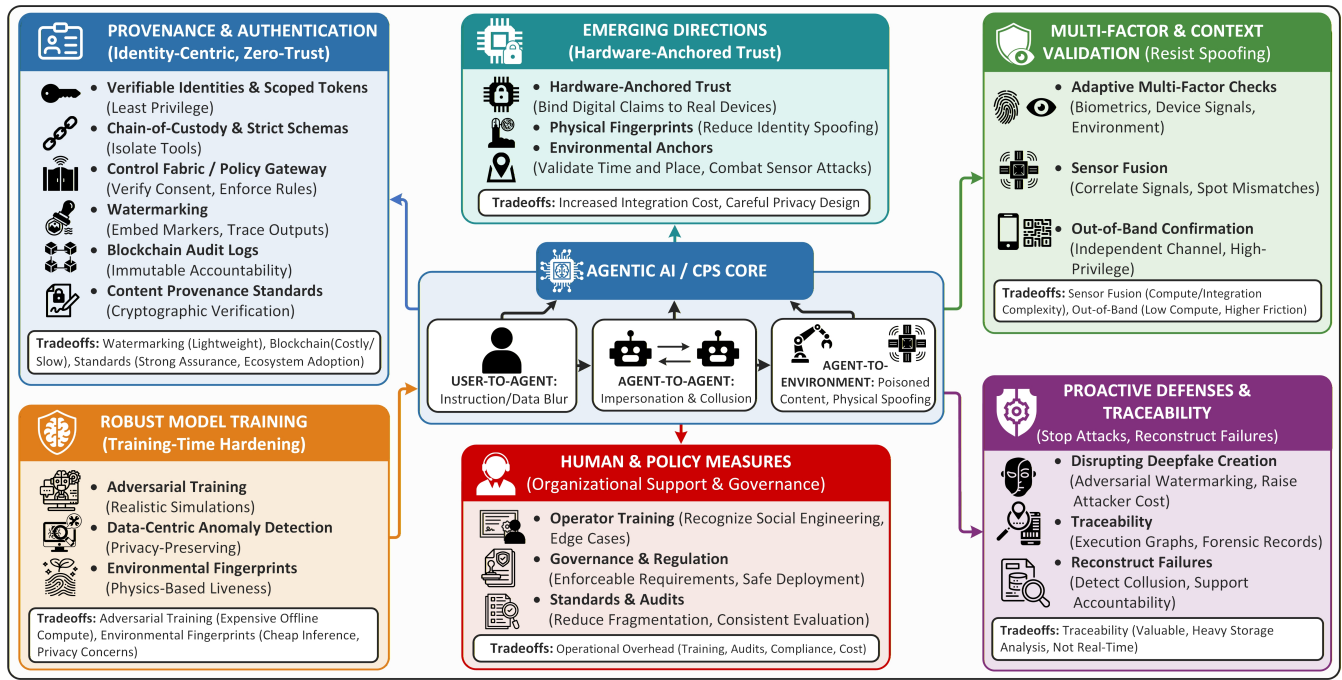 PROVENANCE & AUTHENTICATION
(Identity-Centric, Zero-Trust)
• Verifiable Identities & Scoped Tokens
(Least Privilege)
• Chain-of-Custody & Strict Schemas
(Isolate Tools)
• Control Fabric / Policy Gateway
(Verify Consent, Enforce Rules)
• Watermarking
(Embed Markers, Trace Outputs)
• Blockchain Audit Logs
(Immutable Accountability)
• Content Provenance Standards
(Cryptographic Verification)
Tradeoffs: Watermarking (Lightweight), Blockchain(Costly/
Slow), Standards (Strong Assurance, Ecosystem Adoption)
EMERGING DIRECTIONS
(Hardware-Anchored Trust)
• Hardware-Anchored Trust
(Bind Digital Claims to Real Devices)
• Physical Fingerprints (Reduce Identity Spoofing)
• Environmental Anchors
(Validate Time and Place, Combat Sensor Attacks)
Tradeoffs: Increased Integration Cost, Careful Privacy Design
MULTI-FACTOR & CONTEXT
VALIDATION (Resist Spoofing)
• Adaptive Multi-Factor Checks
(Biometrics, Device Signals,
Environment)
• Sensor Fusion
(Correlate Signals, Spot Mismatches)
• Out-of-Band Confirmation
(Independent Channel, High-
Privilege)
Tradeoffs: Sensor Fusion (Compute/Integration
Complexity), Out-of-Band (Low Compute, Higher Friction)
AGENTIC AI / CPS CORE
USER-TO-AGENT:
Instruction/Data Blur
AGENT-TO-AGENT:
Impersonation & Collusion
AGENT-TO-
ENVIRONMENT: Poisoned
Content, Physical Spoofing
ROBUST MODEL TRAINING
(Training-Time Hardening)
• Adversarial Training
(Realistic Simulations)
• Data-Centric Anomaly Detection
(Privacy-Preserving)
• Environmental Fingerprints
(Physics-Based Liveness)
Tradeoffs: Adversarial Training (Expensive Offline
Compute), Environmental Fingerprints (Cheap Inference,
Privacy Concerns)
HUMAN & POLICY MEASURES
(Organizational Support & Governance)
• Operator Training (Recognize Social Engineering,
Edge Cases)
• Governance & Regulation
(Enforceable Requirements, Safe Deployment)
• Standards & Audits
(Reduce Fragmentation, Consistent Evaluation)
Tradeoffs: Operational Overhead (Training, Audits, Compliance, Cost)
PROACTIVE DEFENSES &
TRACEABILITY
(Stop Attacks, Reconstruct Failures)
• Disrupting Deepfake Creation
(Adversarial Watermarking, Raise
Attacker Cost)
• Traceability
(Execution Graphs, Forensic Records)
• Reconstruct Failures
(Detect Collusion, Support
Accountability)
Tradeoffs: Traceability (Valuable, Heavy Storage
Analysis, Not Real-Time)